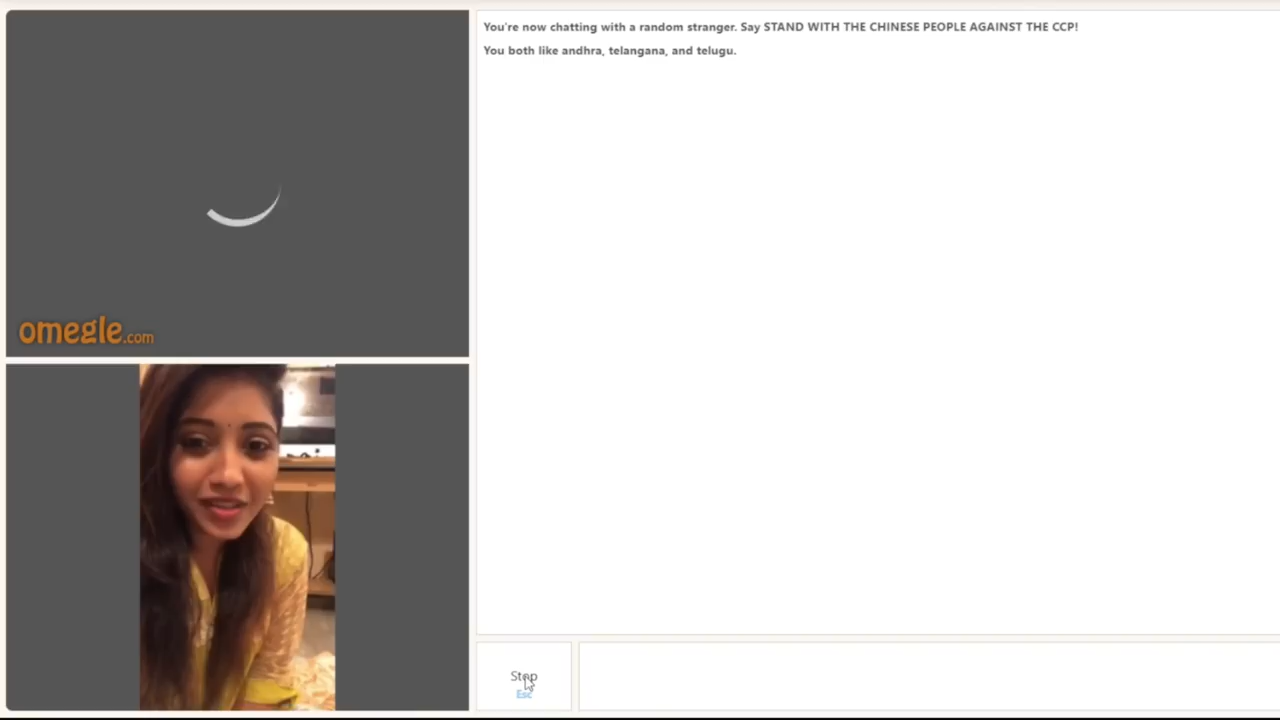 You're now chatting with a random stranger. Say STAND WITH THE CHINESE PEOPLE AGAINST THE CCP!
You both like andhra, telangana, and telugu.
omegle.com
Stop
Esc